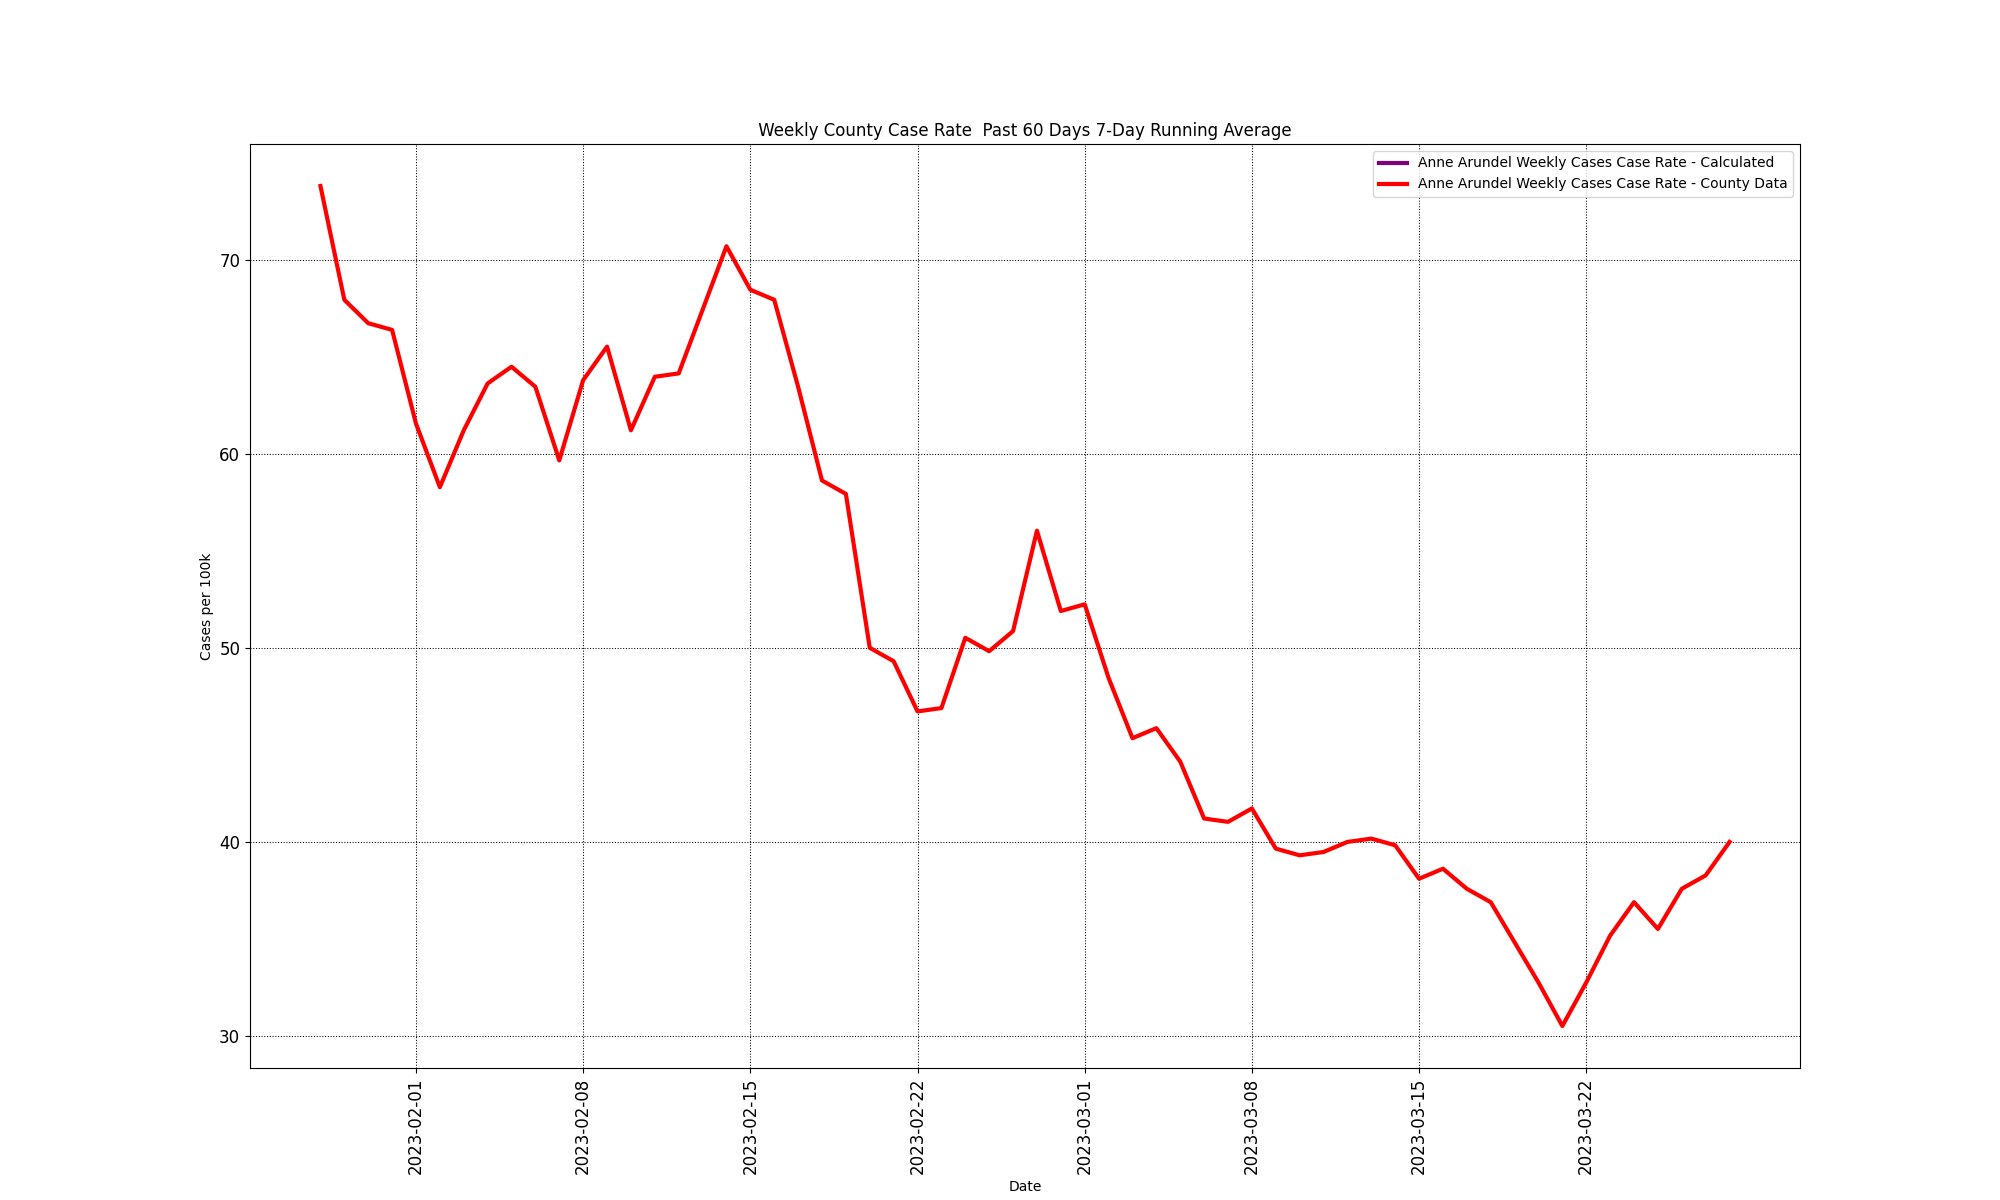 Weekly County Case Rate  Past 60 Days 7-Day Running Average
Anne Arundel Weekly Cases Case Rate - Calculated
Anne Arundel Weekly Cases Case Rate - County Data
70
60
50
40
30
Cases per 100k
2023-02-01
2023-02-08
2023-02-15
2023-02-22
2023-03-01
2023-03-08
2023-03-15
2023-03-22
Date